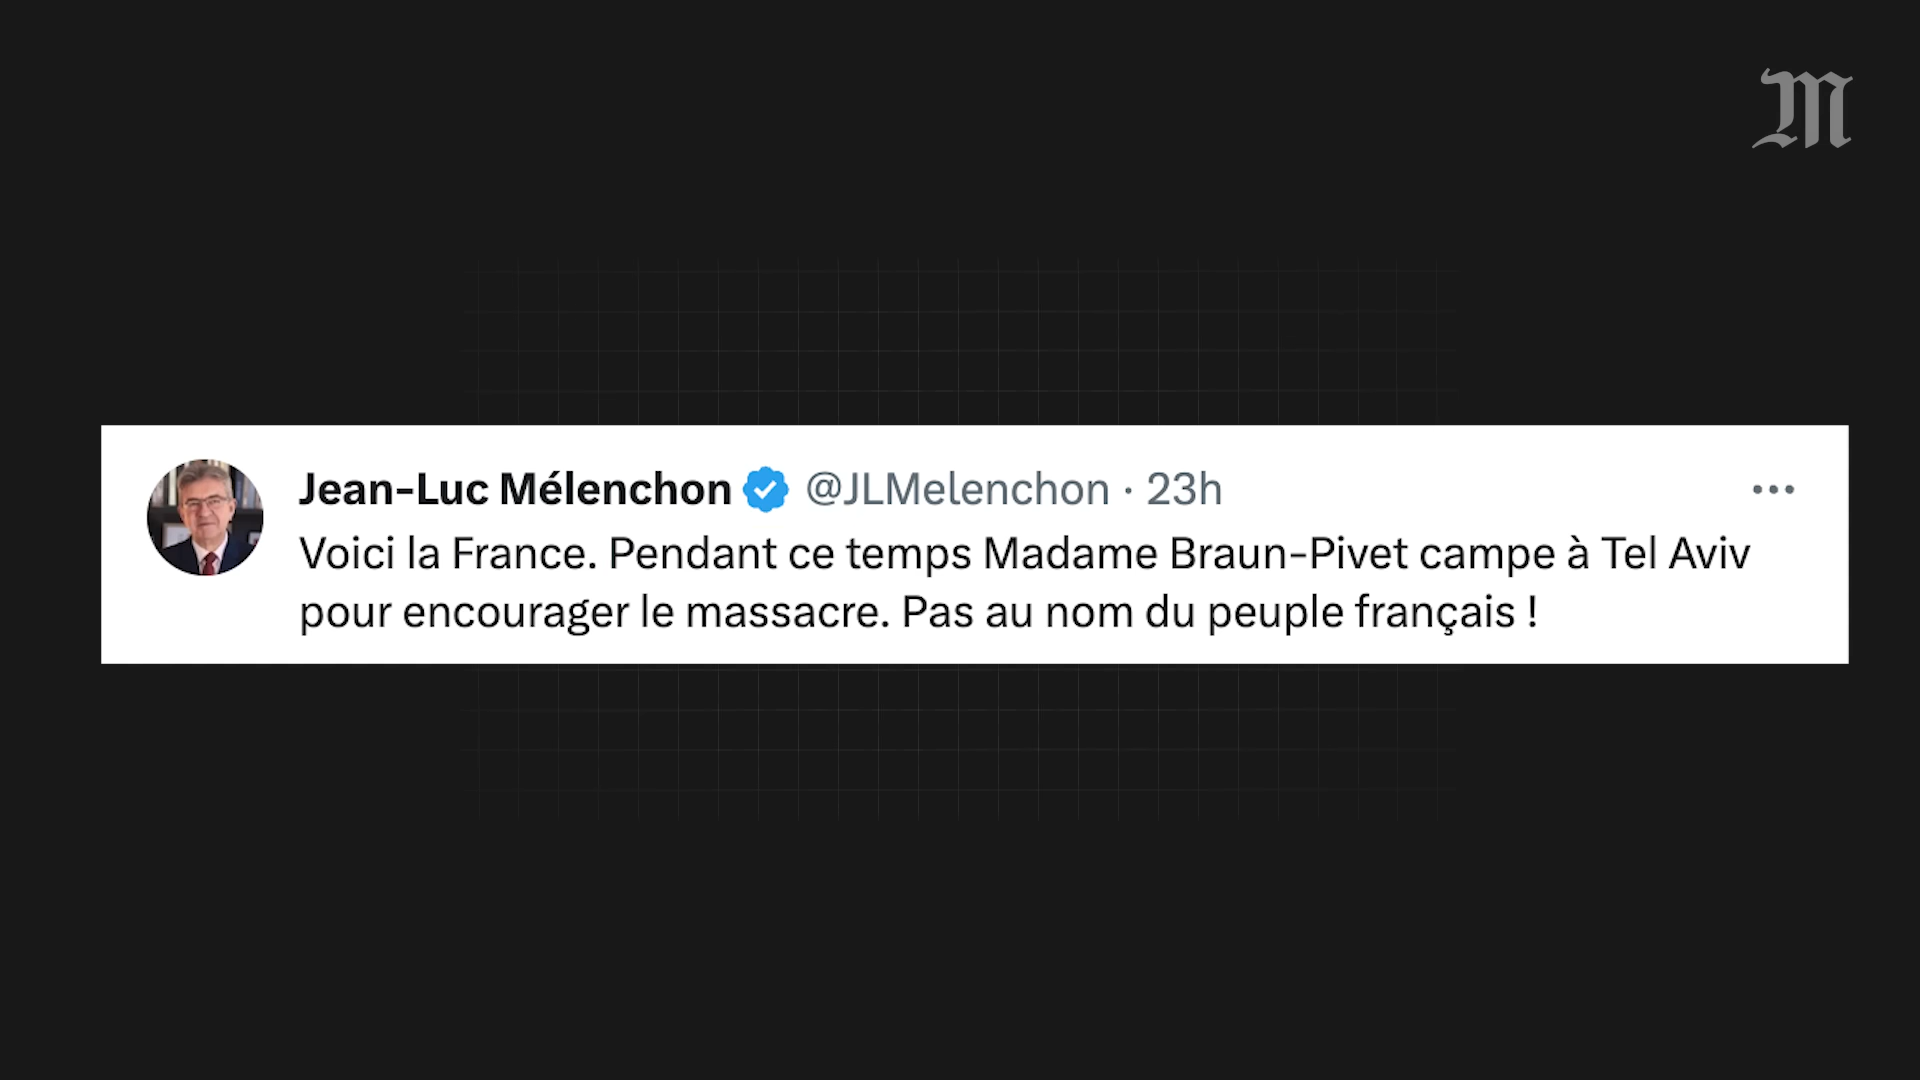 M
Jean-Luc Mélenchon @JLMelenchon · 23h
Voici la France. Pendant ce temps Madame Braun-Pivet campe à Tel Aviv
pour encourager le massacre. Pas au nom du peuple français !